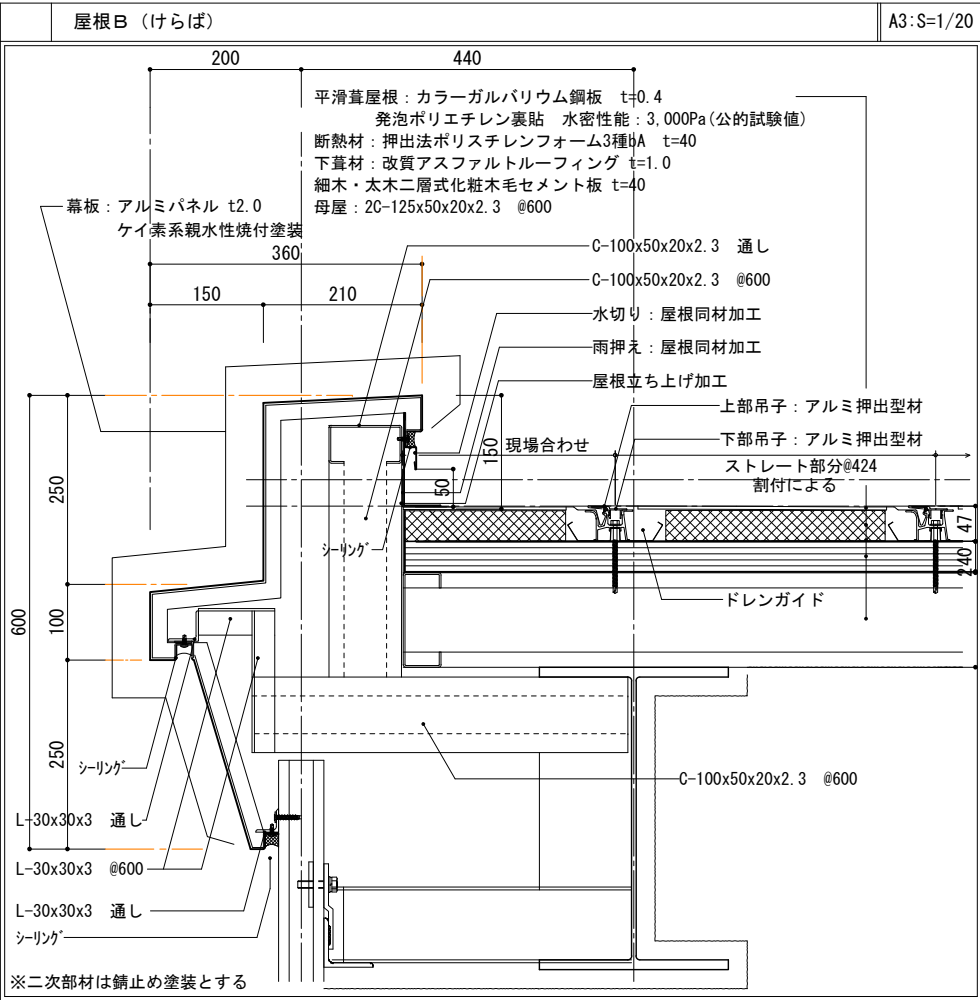 屋根B（けらば）
A3:S=1/20
200
440
平滑葺屋根：カラーガルバリウム鋼板 t=0.4
発泡ポリエチレン裏貼 水密性能：3,000Pa(公的試験値)
断熱材：押出法ポリスチレンフォーム3種bA t=40
下葺材：改質アスファルトルーフィング t=1.0
細木・太木二層式化粧木毛セメント板 t=40
母屋：2C-125x50x20x2.3 @600
幕板：アルミパネル t2.0
ケイ素系親水性焼付塗装
360
150
210
C-100x50x20x2.3 通し
C-100x50x20x2.3 @600
水切り：屋根同材加工
雨押え：屋根同材加工
屋根立ち上げ加工
上部吊子：アルミ押出型材
下部吊子：アルミ押出型材
150
現場合わせ
ストレート部分@424
割付による
50
250
47
240
シーリング
ドレンガイド
600
100
250
シーリング
C-100x50x20x2.3 @600
L-30x30x3 通し
L-30x30x3 @600
L-30x30x3 通し
シーリング
※二次部材は錆止め塗装とする